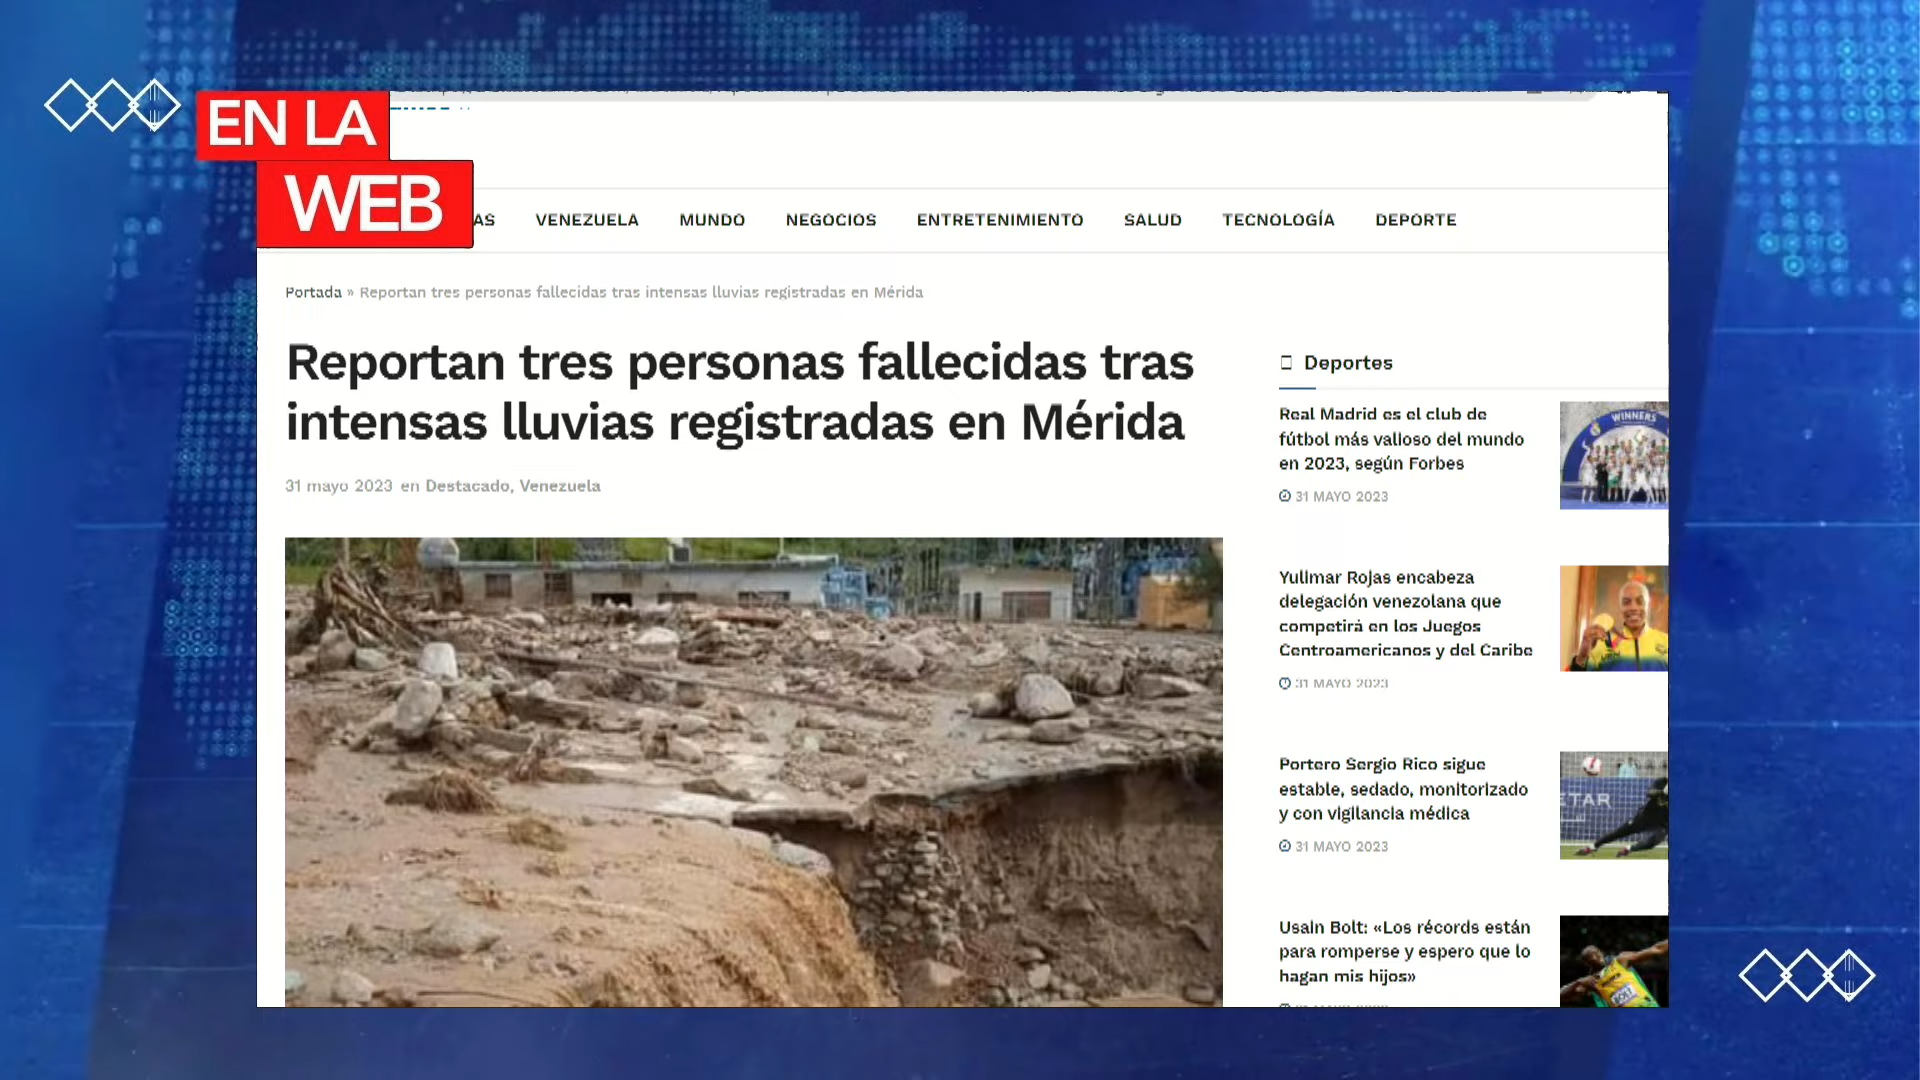 EN LA
WEB
AS VENEZUELA MUNDO NEGOCIOS ENTRETENIMIENTO SALUD TECNOLOGÍA DEPORTE
Portada » Reportan tres personas fallecidas tras intensas lluvias registradas en Mérida
Reportan tres personas fallecidas tras
intensas lluvias registradas en Mérida
31 mayo 2023 en Destacado, Venezuela
Deportes
Real Madrid es el club de
fútbol más valioso del mundo
en 2023, según Forbes
31 MAYO 2023
WINNERS
Yulimar Rojas encabeza
delegación venezolana que
competirá en los Juegos
Centroamericanos y del Caribe
31 MAYO 2023
Portero Sergio Rico sigue
estable, sedado, monitorizado
y con vigilancia médica
31 MAYO 2023
ETAR
Usain Bolt: «Los récords están
para romperse y espero que lo
hagan mis hijos»
BOLT